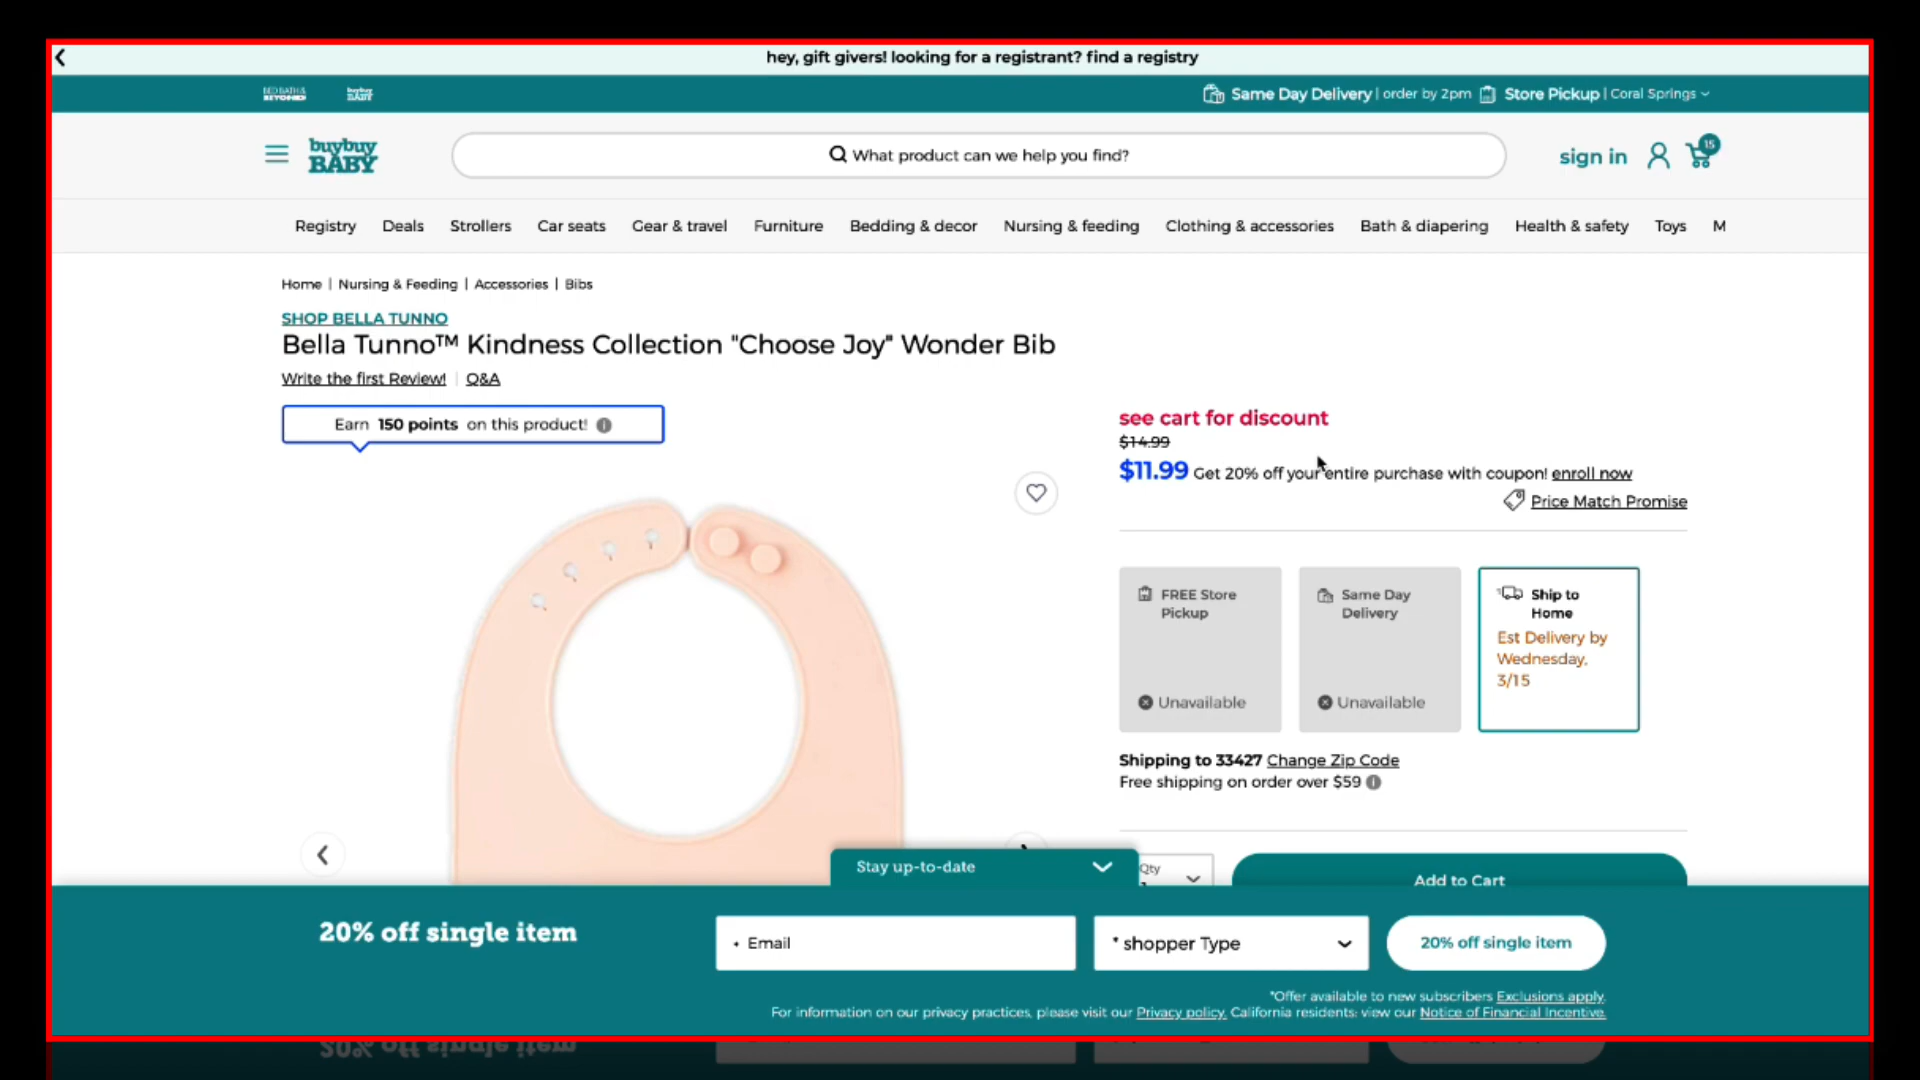 hey, gift givers! looking for a registrant? find a registry
BED BATH & BEYOND buybuy BABY Same Day Delivery | order by 2pm Store Pickup | Coral Springs
buybuy BABY What product can we help you find? sign in 15
Registry Deals Strollers Car seats Gear & travel Furniture Bedding & decor Nursing & feeding Clothing & accessories Bath & diapering Health & safety Toys M
Home | Nursing & Feeding | Accessories | Bibs
SHOP BELLA TUNNO
Bella Tunno™ Kindness Collection "Choose Joy" Wonder Bib
Write the first Review! | Q&A
Earn 150 points on this product!
see cart for discount
$14.99
$11.99 Get 20% off your entire purchase with coupon! enroll now
Price Match Promise
FREE Store Pickup
Unavailable
Same Day Delivery
Unavailable
Ship to Home
Est Delivery by
Wednesday,
3/15
Shipping to 33427 Change Zip Code
Free shipping on order over $59
Qty
Add to Cart
Stay up-to-date
20% off single item
• Email
* shopper Type
20% off single item
*Offer available to new subscribers Exclusions apply.
For information on our privacy practices, please visit our Privacy policy. California residents: view our Notice of Financial Incentive.